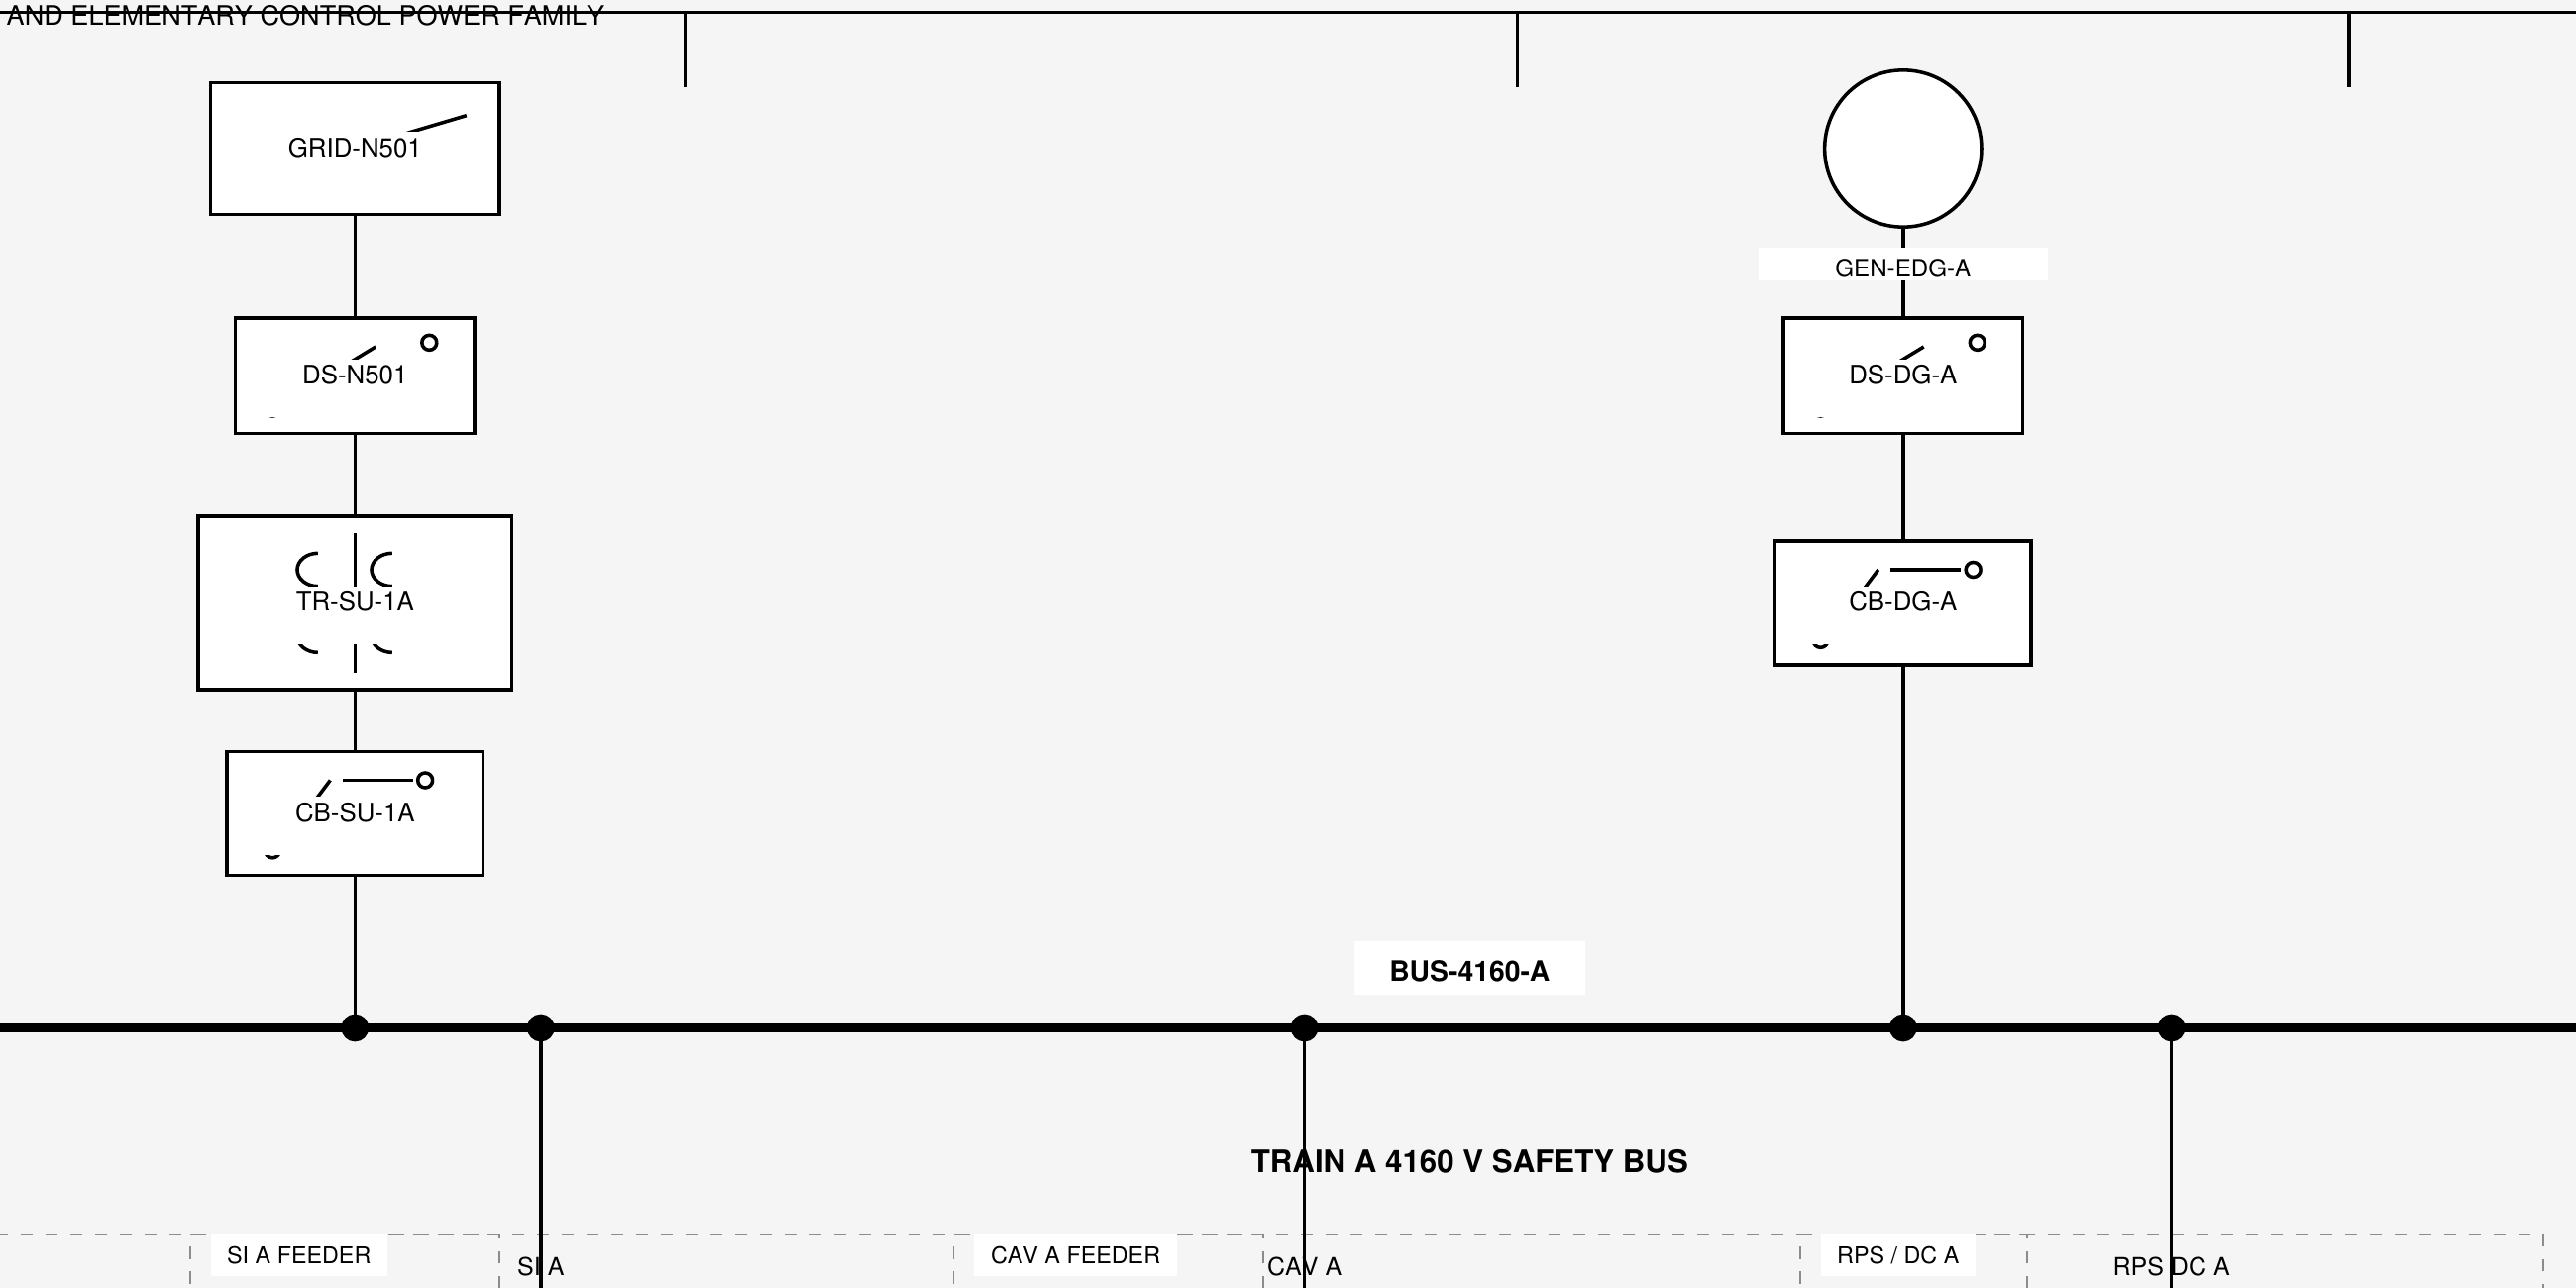 AND ELEMENTARY CONTROL POWER FAMILY
GRID-N501
GEN-EDG-A
DS-N501
DS-DG-A
TR-SU-1A
CB-DG-A
CB-SU-1A
BUS-4160-A
TRAIN A 4160 V SAFETY BUS
SI A FEEDER
SI A
CAV A FEEDER
CAV A
RPS / DC A
RPS DC A